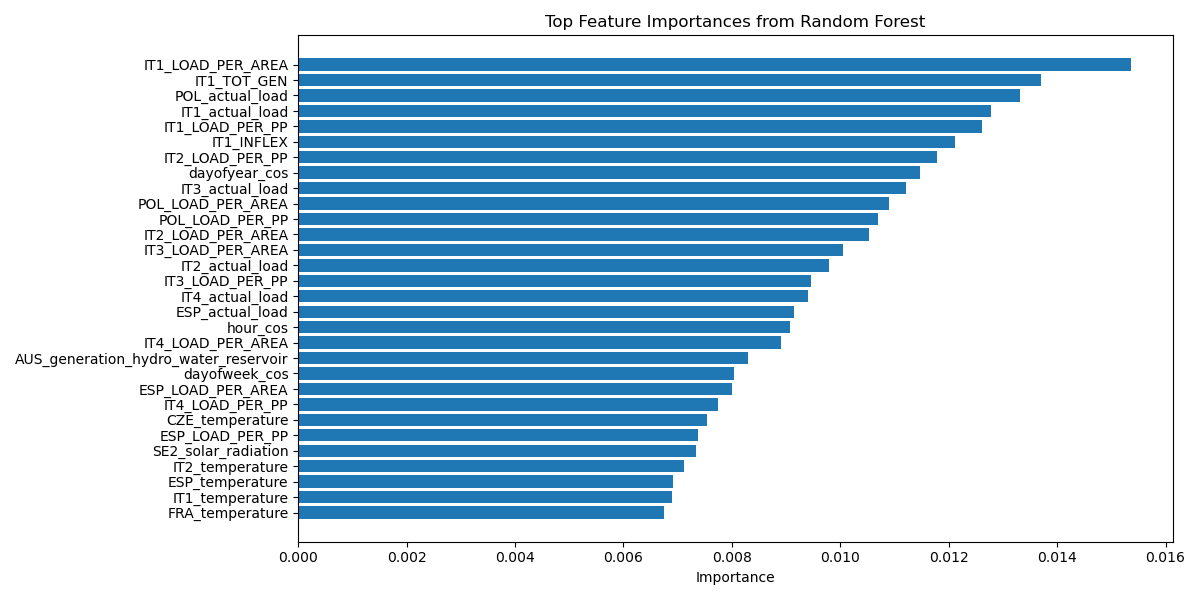 Top Feature Importances from Random Forest
IT1_LOAD_PER_AREA
IT1_TOT_GEN
POL_actual_load
IT1_actual_load
IT1_LOAD_PER_PP
IT1_INFLEX
IT2_LOAD_PER_PP
dayofyear_cos
IT3_actual_load
POL_LOAD_PER_AREA
POL_LOAD_PER_PP
IT2_LOAD_PER_AREA
IT3_LOAD_PER_AREA
IT2_actual_load
IT3_LOAD_PER_PP
IT4_actual_load
ESP_actual_load
hour_cos
IT4_LOAD_PER_AREA
AUS_generation_hydro_water_reservoir
dayofweek_cos
ESP_LOAD_PER_AREA
IT4_LOAD_PER_PP
CZE_temperature
ESP_LOAD_PER_PP
SE2_solar_radiation
IT2_temperature
ESP_temperature
IT1_temperature
FRA_temperature
0.000 0.002 0.004 0.006 0.008 0.010 0.012 0.014 0.016
Importance